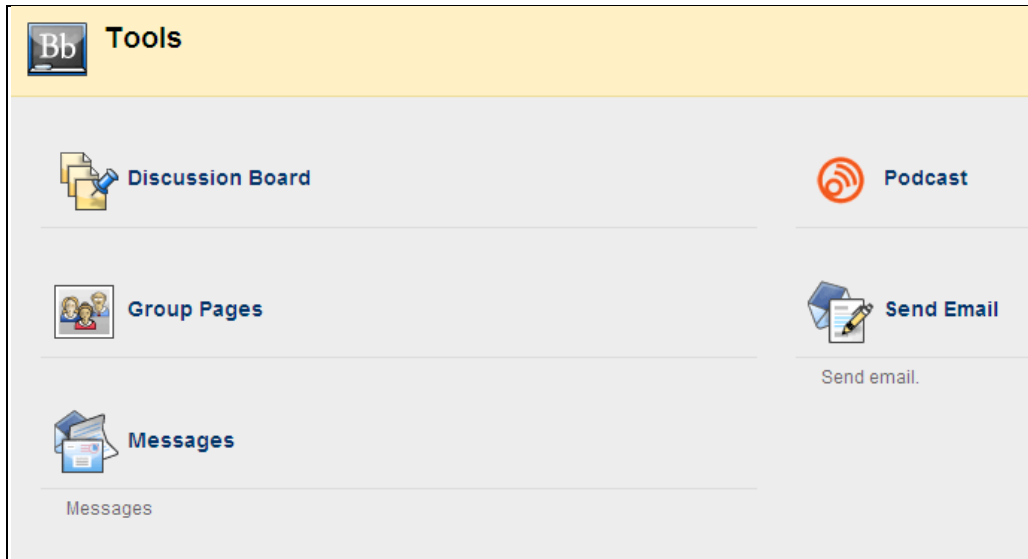 Bb
Tools
Discussion Board
Podcast
Group Pages
Send Email
Send email.
Messages
Messages